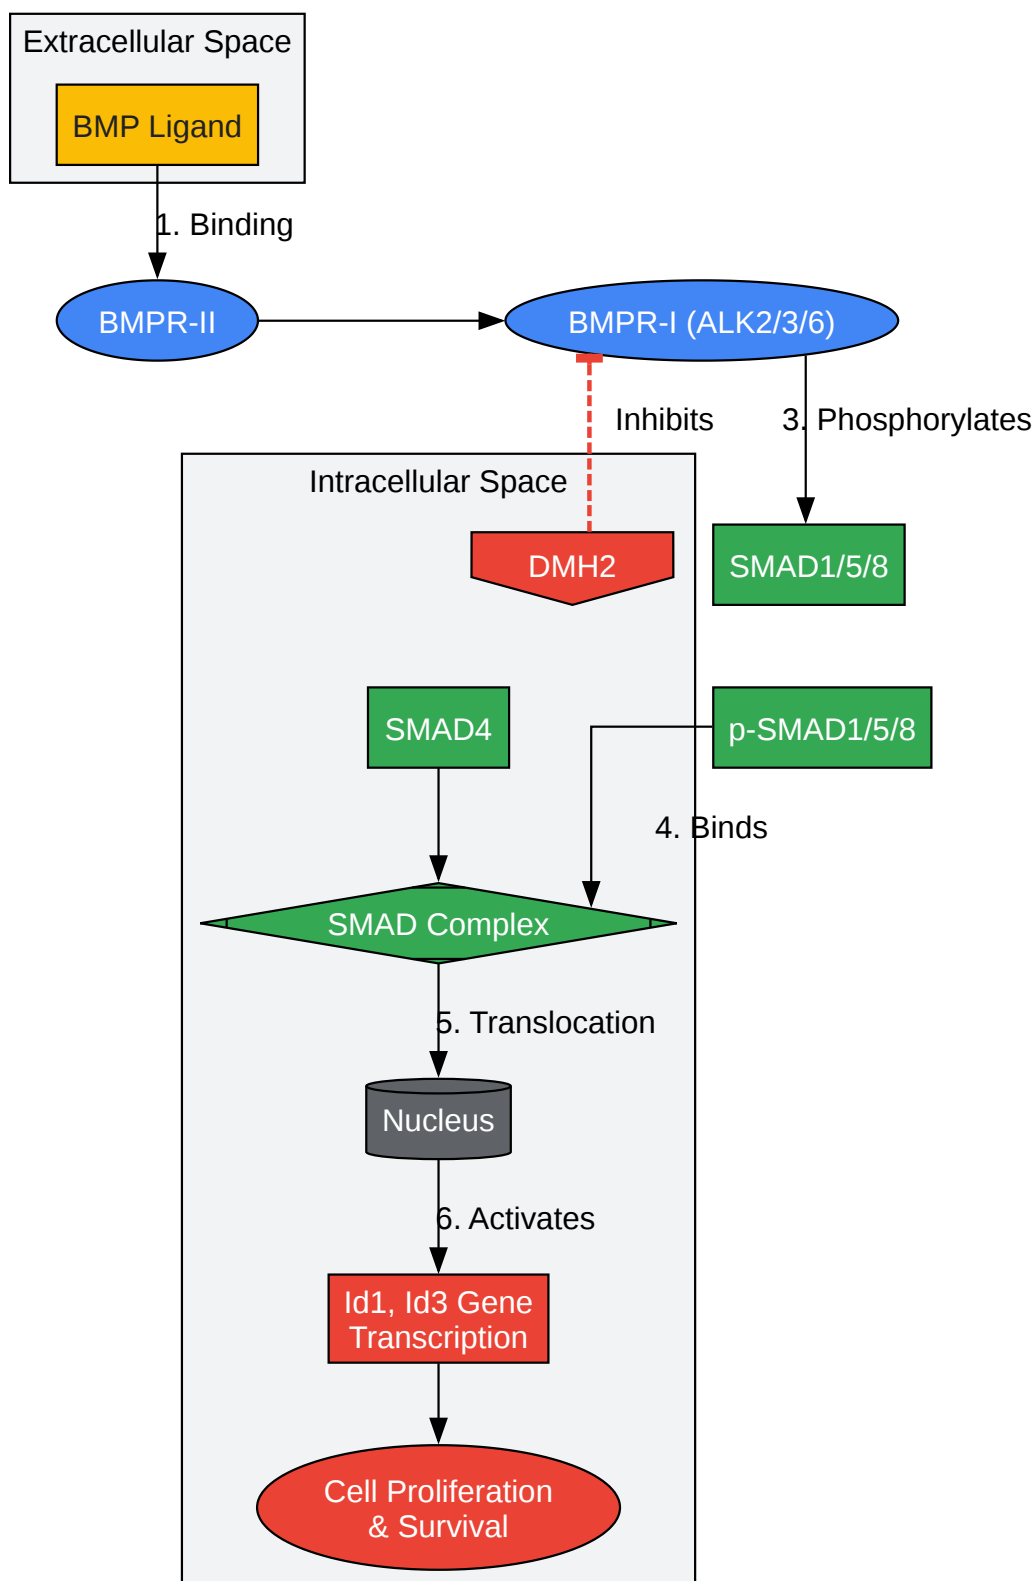 Extracellular Space
BMP Ligand
1. Binding
BMPR-II
BMPR-I (ALK2/3/6)
Inhibits
3. Phosphorylates
Intracellular Space
DMH2
SMAD1/5/8
SMAD4
p-SMAD1/5/8
4. Binds
SMAD Complex
5. Translocation
Nucleus
6. Activates
Id1, Id3 Gene
Transcription
Cell Proliferation
& Survival